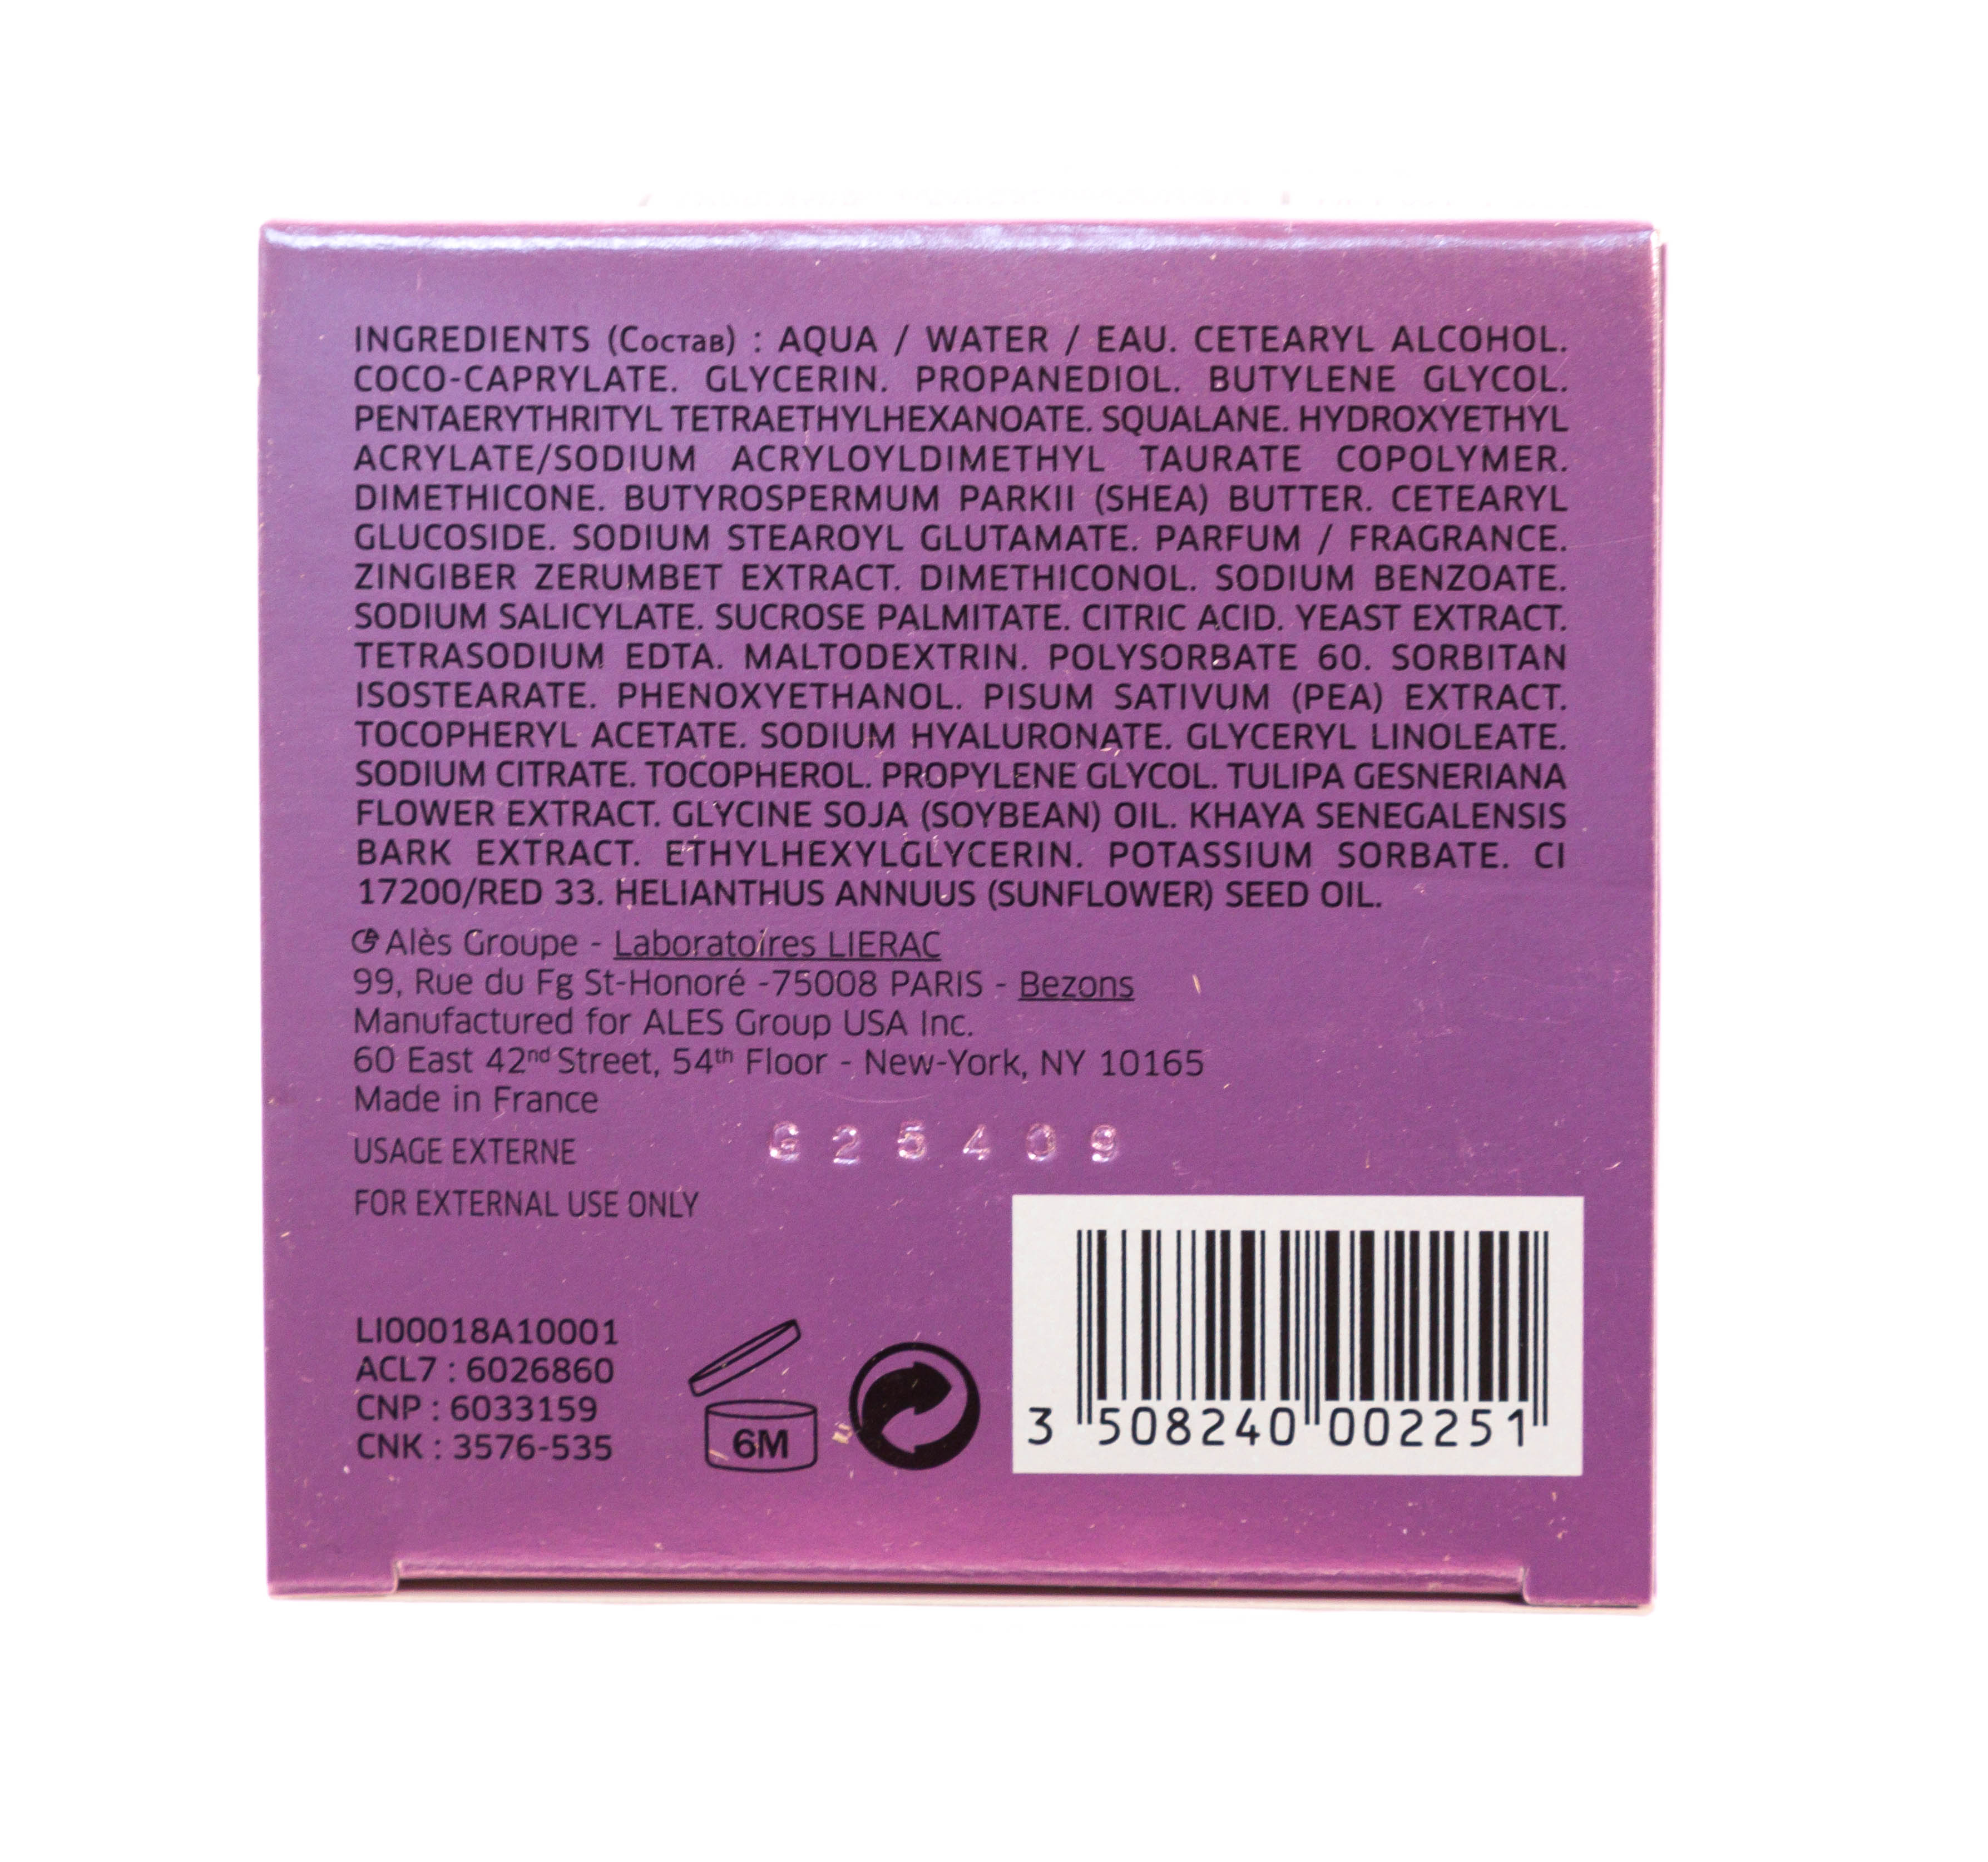 INGREDIENTS (Состав) : AQUA / WATER / EAU. CETEARYL ALCOHOL.
COCO-CAPRYLATE. GLYCERIN. PROPANEDIOL. BUTYLENE GLYCOL.
PENTAERYTHRITYL TETRAETHYLHEXANOATE. SQUALANE. HYDROXYETHYL
ACRYLATE/SODIUM ACRYLOYLDIMETHYL TAURATE COPOLYMER.
DIMETHICONE. BUTYROSPERMUM PARKII (SHEA) BUTTER. CETEARYL
GLUCOSIDE. SODIUM STEAROYL GLUTAMATE. PARFUM / FRAGRANCE.
ZINGIBER ZERUMBET EXTRACT. DIMETHICONOL. SODIUM BENZOATE.
SODIUM SALICYLATE. SUCROSE PALMITATE. CITRIC ACID. YEAST EXTRACT.
TETRASODIUM EDTA. MALTODEXTRIN. POLYSORBATE 60. SORBITAN
ISOSTEARATE. PHENOXYETHANOL. PISUM SATIVUM (PEA) EXTRACT.
TOCOPHERYL ACETATE. SODIUM HYALURONATE. GLYCERYL LINOLEATE.
SODIUM CITRATE. TOCOPHEROL. PROPYLENE GLYCOL. TULIPA GESNERIANA
FLOWER EXTRACT. GLYCINE SOJA (SOYBEAN) OIL. KHAYA SENEGALENSIS
BARK EXTRACT. ETHYLHEXYLGLYCERIN. POTASSIUM SORBATE. CI
17200/RED 33. HELIANTHUS ANNUUS (SUNFLOWER) SEED OIL.
Alès Groupe - Laboratoires LIERAC
99, Rue du Fg St-Honoré -75008 PARIS - Bezons
Manufactured for ALES Group USA Inc.
60 East 42nd Street, 54th Floor - New-York, NY 10165
Made in France
USAGE EXTERNE
G25409
FOR EXTERNAL USE ONLY
LI00018A10001
ACL7 : 6026860
CNP : 6033159
CNK : 3576-535
6M
3 508240 002251